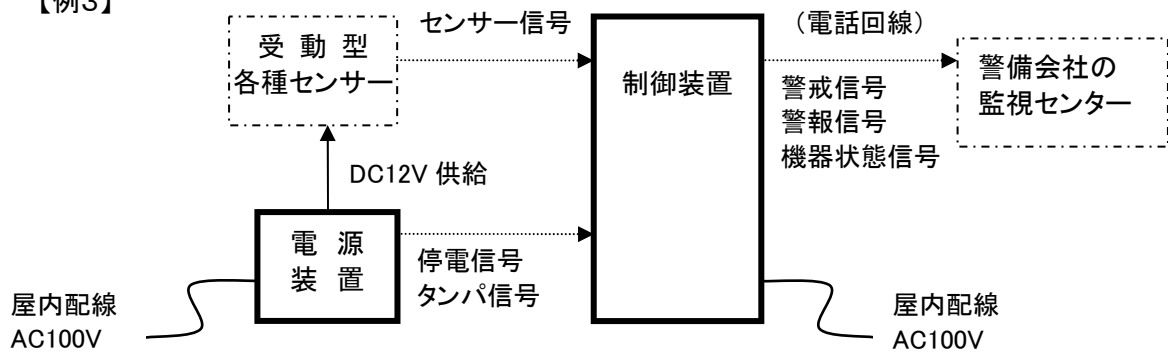 【例3】
受 動 型
各種センサー
センサー信号
制御装置
（電話回線）
警戒信号
警報信号
機器状態信号
警備会社の
監視センター
DC12V 供給
電 源
装 置
停電信号
タンパ信号
屋内配線
AC100V
屋内配線
AC100V